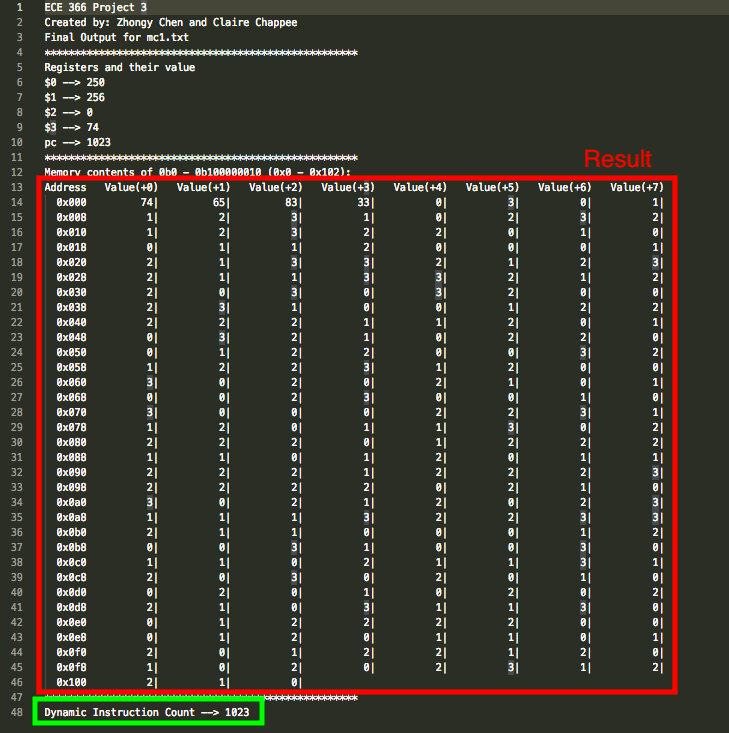 1 ECE 366 Project 3
2 Created by: Zhongy Chen and Claire Chappee
3 Final Output for mc1.txt
4 ****************************************************
5 Registers and their value
6 $0 --> 250
7 $1 --> 256
8 $2 --> 0
9 $3 --> 74
10 pc --> 1023
11 ****************************************************
Result
12 Memory contents of 0b0 - 0b100000010 (0x0 - 0x102):
13 Address Value(+0) Value(+1) Value(+2) Value(+3) Value(+4) Value(+5) Value(+6) Value(+7)
14 0x000 74| 65| 83| 33| 0| 3| 0| 1|
15 0x008 1| 2| 3| 1| 0| 2| 3| 2|
16 0x010 1| 2| 3| 2| 2| 0| 1| 0|
17 0x018 0| 1| 1| 2| 0| 0| 0| 1|
18 0x020 2| 1| 3| 3| 2| 1| 2| 3|
19 0x028 2| 1| 1| 3| 3| 2| 1| 2|
20 0x030 2| 0| 3| 0| 3| 2| 0| 0|
21 0x038 2| 3| 1| 0| 0| 1| 2| 2|
22 0x040 2| 2| 2| 1| 1| 2| 0| 1|
23 0x048 0| 3| 2| 1| 0| 2| 2| 0|
24 0x050 0| 1| 2| 2| 0| 0| 3| 2|
25 0x058 1| 2| 2| 3| 1| 2| 0| 0|
26 0x060 3| 0| 2| 0| 2| 1| 0| 1|
27 0x068 0| 0| 2| 3| 0| 0| 1| 0|
28 0x070 3| 0| 0| 0| 2| 2| 3| 1|
29 0x078 1| 2| 0| 1| 1| 3| 0| 2|
30 0x080 2| 2| 2| 0| 1| 2| 2| 2|
31 0x088 1| 1| 0| 1| 2| 0| 1| 1|
32 0x090 2| 2| 2| 1| 2| 2| 2| 3|
33 0x098 2| 2| 2| 2| 0| 2| 1| 0|
34 0x0a0 3| 0| 2| 1| 2| 0| 2| 3|
35 0x0a8 1| 1| 1| 3| 2| 2| 3| 3|
36 0x0b0 2| 1| 1| 0| 0| 0| 1| 2|
37 0x0b8 0| 0| 3| 1| 0| 0| 3| 0|
38 0x0c0 1| 1| 0| 2| 1| 1| 3| 1|
39 0x0c8 2| 0| 3| 0| 2| 0| 1| 0|
40 0x0d0 0| 2| 0| 1| 0| 2| 0| 2|
41 0x0d8 2| 1| 0| 3| 1| 1| 3| 0|
42 0x0e0 0| 1| 2| 2| 2| 2| 0| 0|
43 0x0e8 0| 1| 2| 0| 1| 1| 0| 1|
44 0x0f0 2| 0| 1| 2| 2| 1| 2| 0|
45 0x0f8 1| 0| 2| 0| 2| 3| 1| 2|
46 0x100 2| 1| 0|
47 ****************************************************
48 Dynamic Instruction Count --> 1023